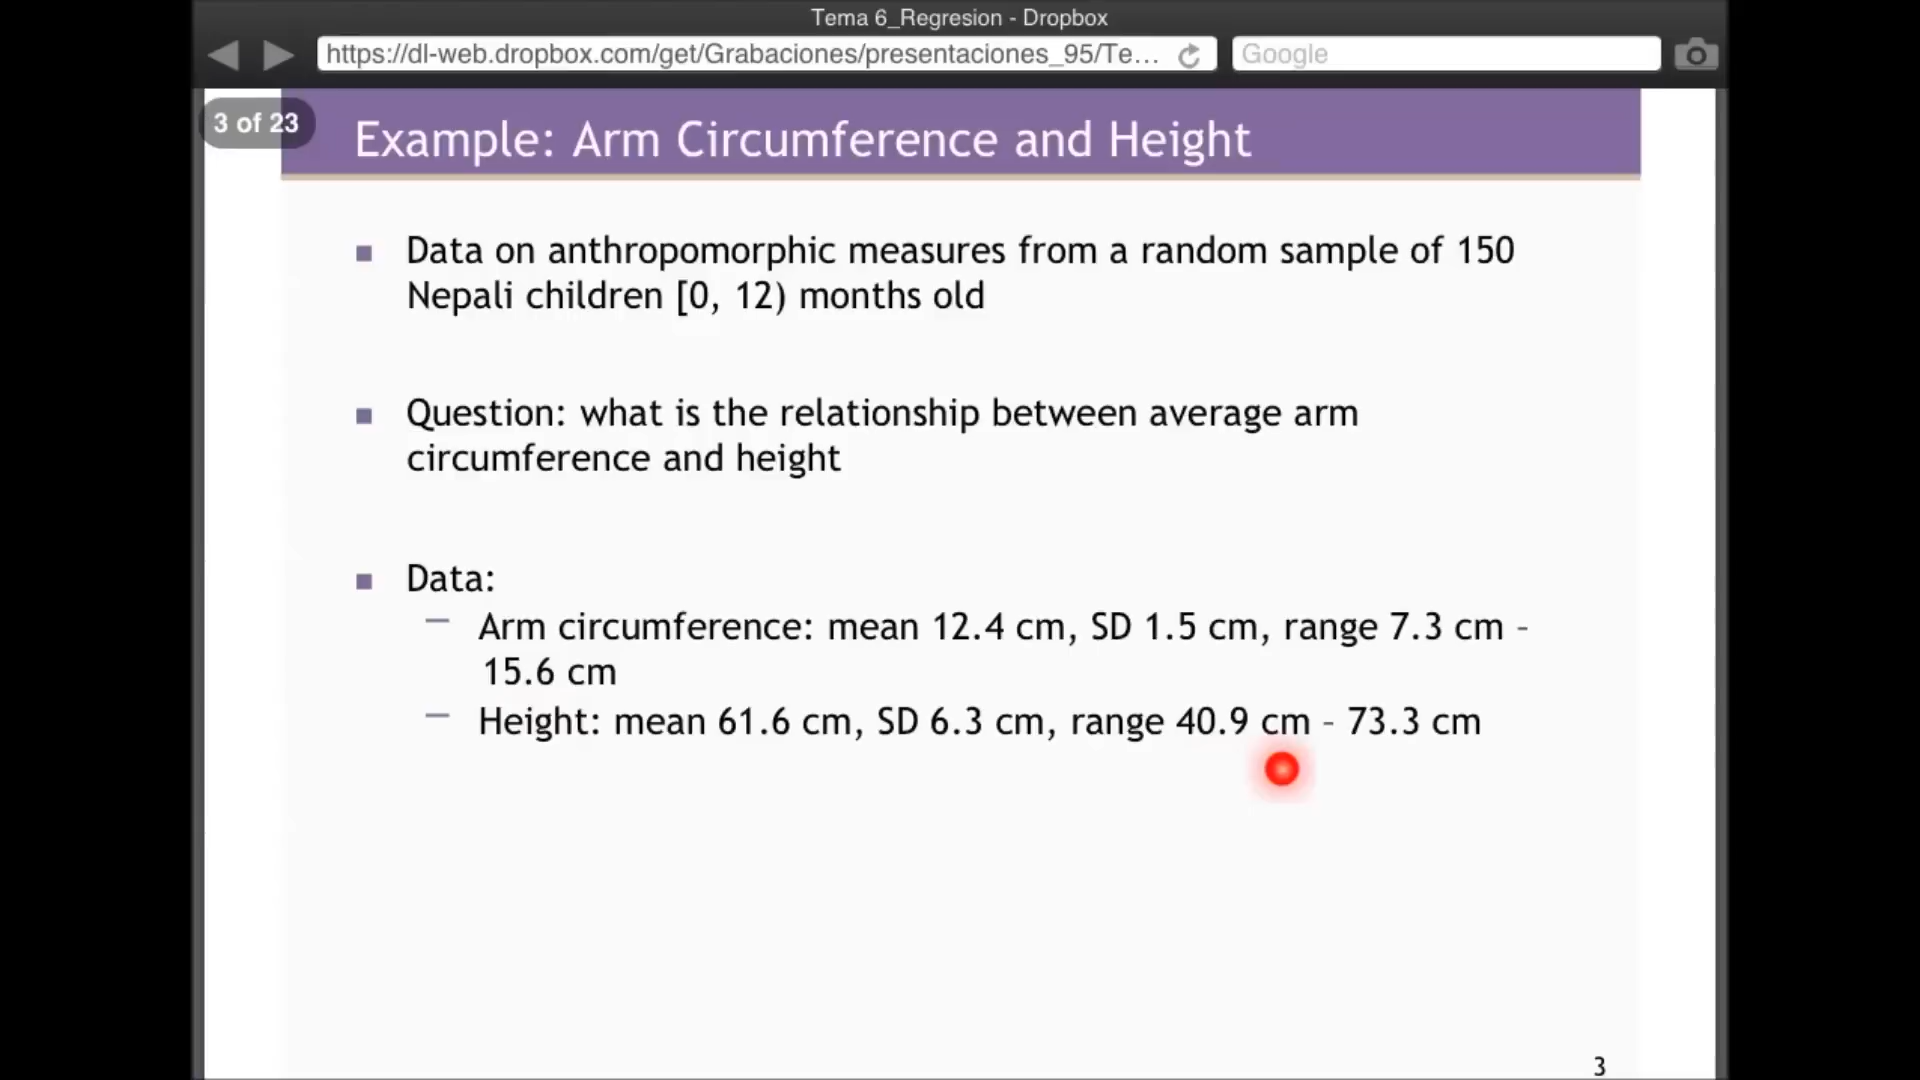 Tema 6_Regresion - Dropbox
https://dl-web.dropbox.com/get/Grabaciones/presentaciones_95/Te...
Google
3 of 23
Example: Arm Circumference and Height
Data on anthropomorphic measures from a random sample of 150
Nepali children [0, 12) months old
Question: what is the relationship between average arm
circumference and height
Data:
— Arm circumference: mean 12.4 cm, SD 1.5 cm, range 7.3 cm -
15.6 cm
— Height: mean 61.6 cm, SD 6.3 cm, range 40.9 cm - 73.3 cm
3